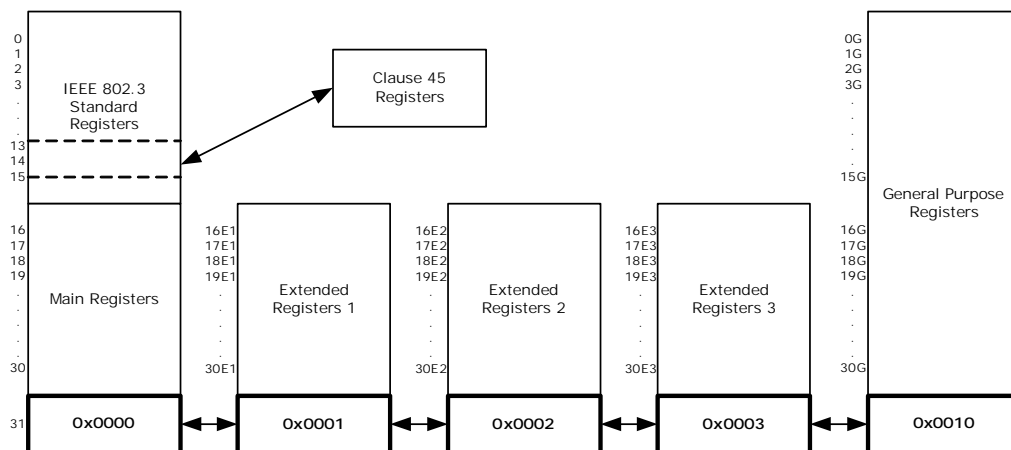 0
1
2
3
.
.
.
13
14
15
IEEE 802.3
Standard
Registers
Clause 45
Registers
0G
1G
2G
3G
.
.
.
.
.
15G
General Purpose
Registers
16
17
18
19
.
.
.
.
.
30
Main Registers
16E1
17E1
18E1
19E1
.
.
.
.
.
30E1
Extended
Registers 1
16E2
17E2
18E2
19E2
.
.
.
.
.
30E2
Extended
Registers 2
16E3
17E3
18E3
19E3
.
.
.
.
.
30E3
Extended
Registers 3
16G
17G
18G
19G
.
.
.
.
.
30G
31
0x0000
0x0001
0x0002
0x0003
0x0010